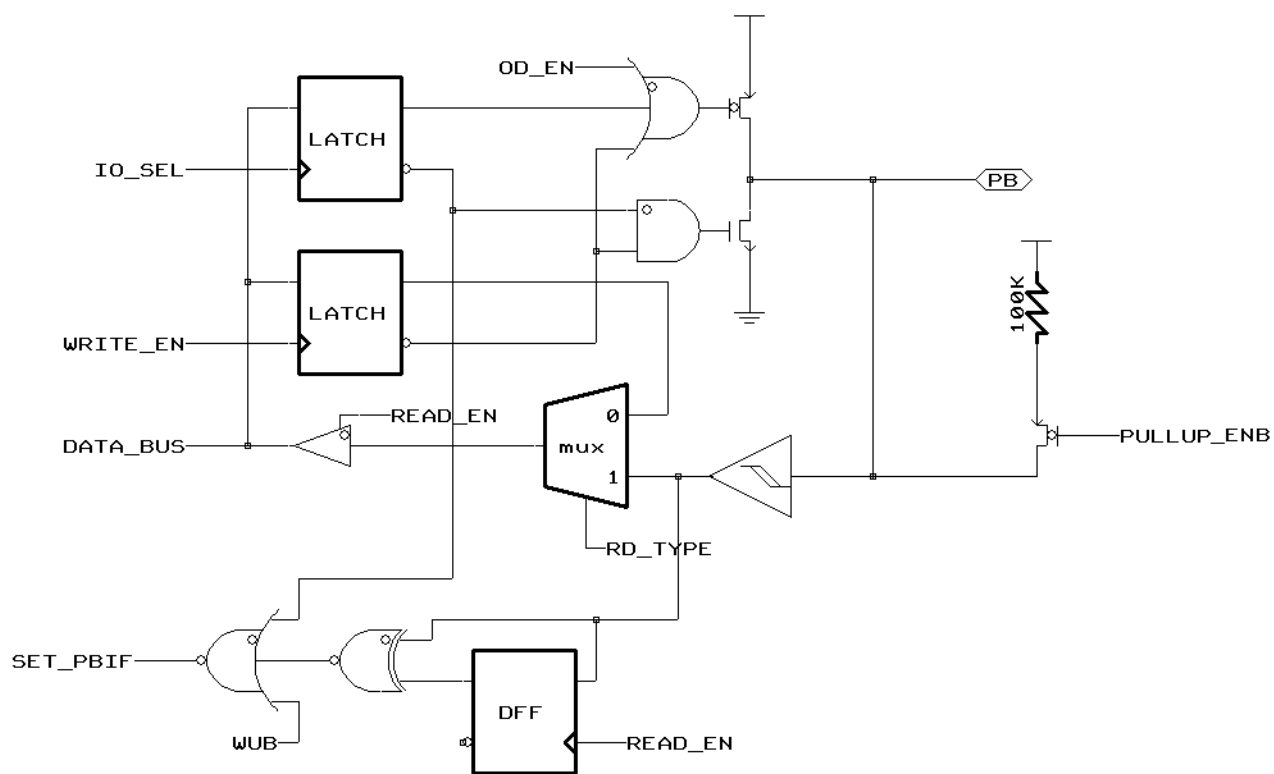 OD_EN
LATCH
IO_SEL
PB
LATCH
100K
WRITE_EN
READ_EN
0
DATA_BUS
mux
PULLUP_ENB
1
RD_TYPE
SET_PBIF
DFF
WUB
READ_EN